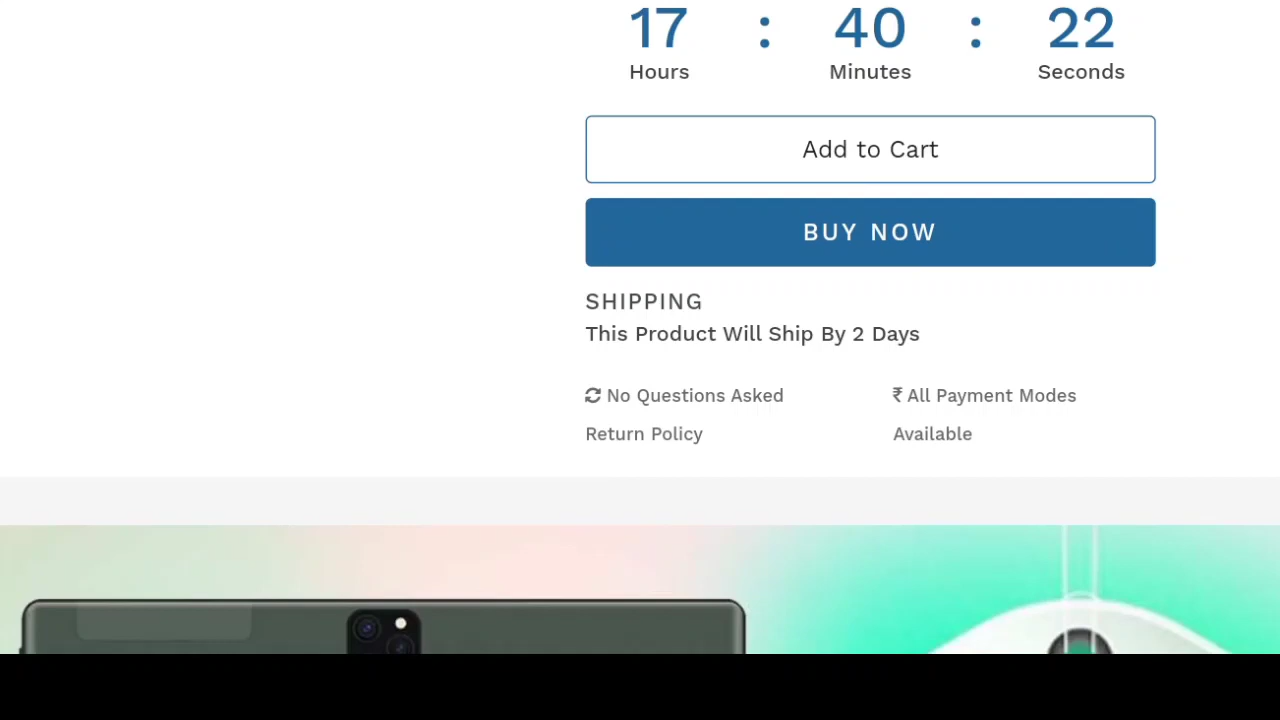 17 : 40 : 22
Hours Minutes Seconds
Add to Cart
BUY NOW
SHIPPING
This Product Will Ship By 2 Days
No Questions Asked
Return Policy
₹ All Payment Modes
Available